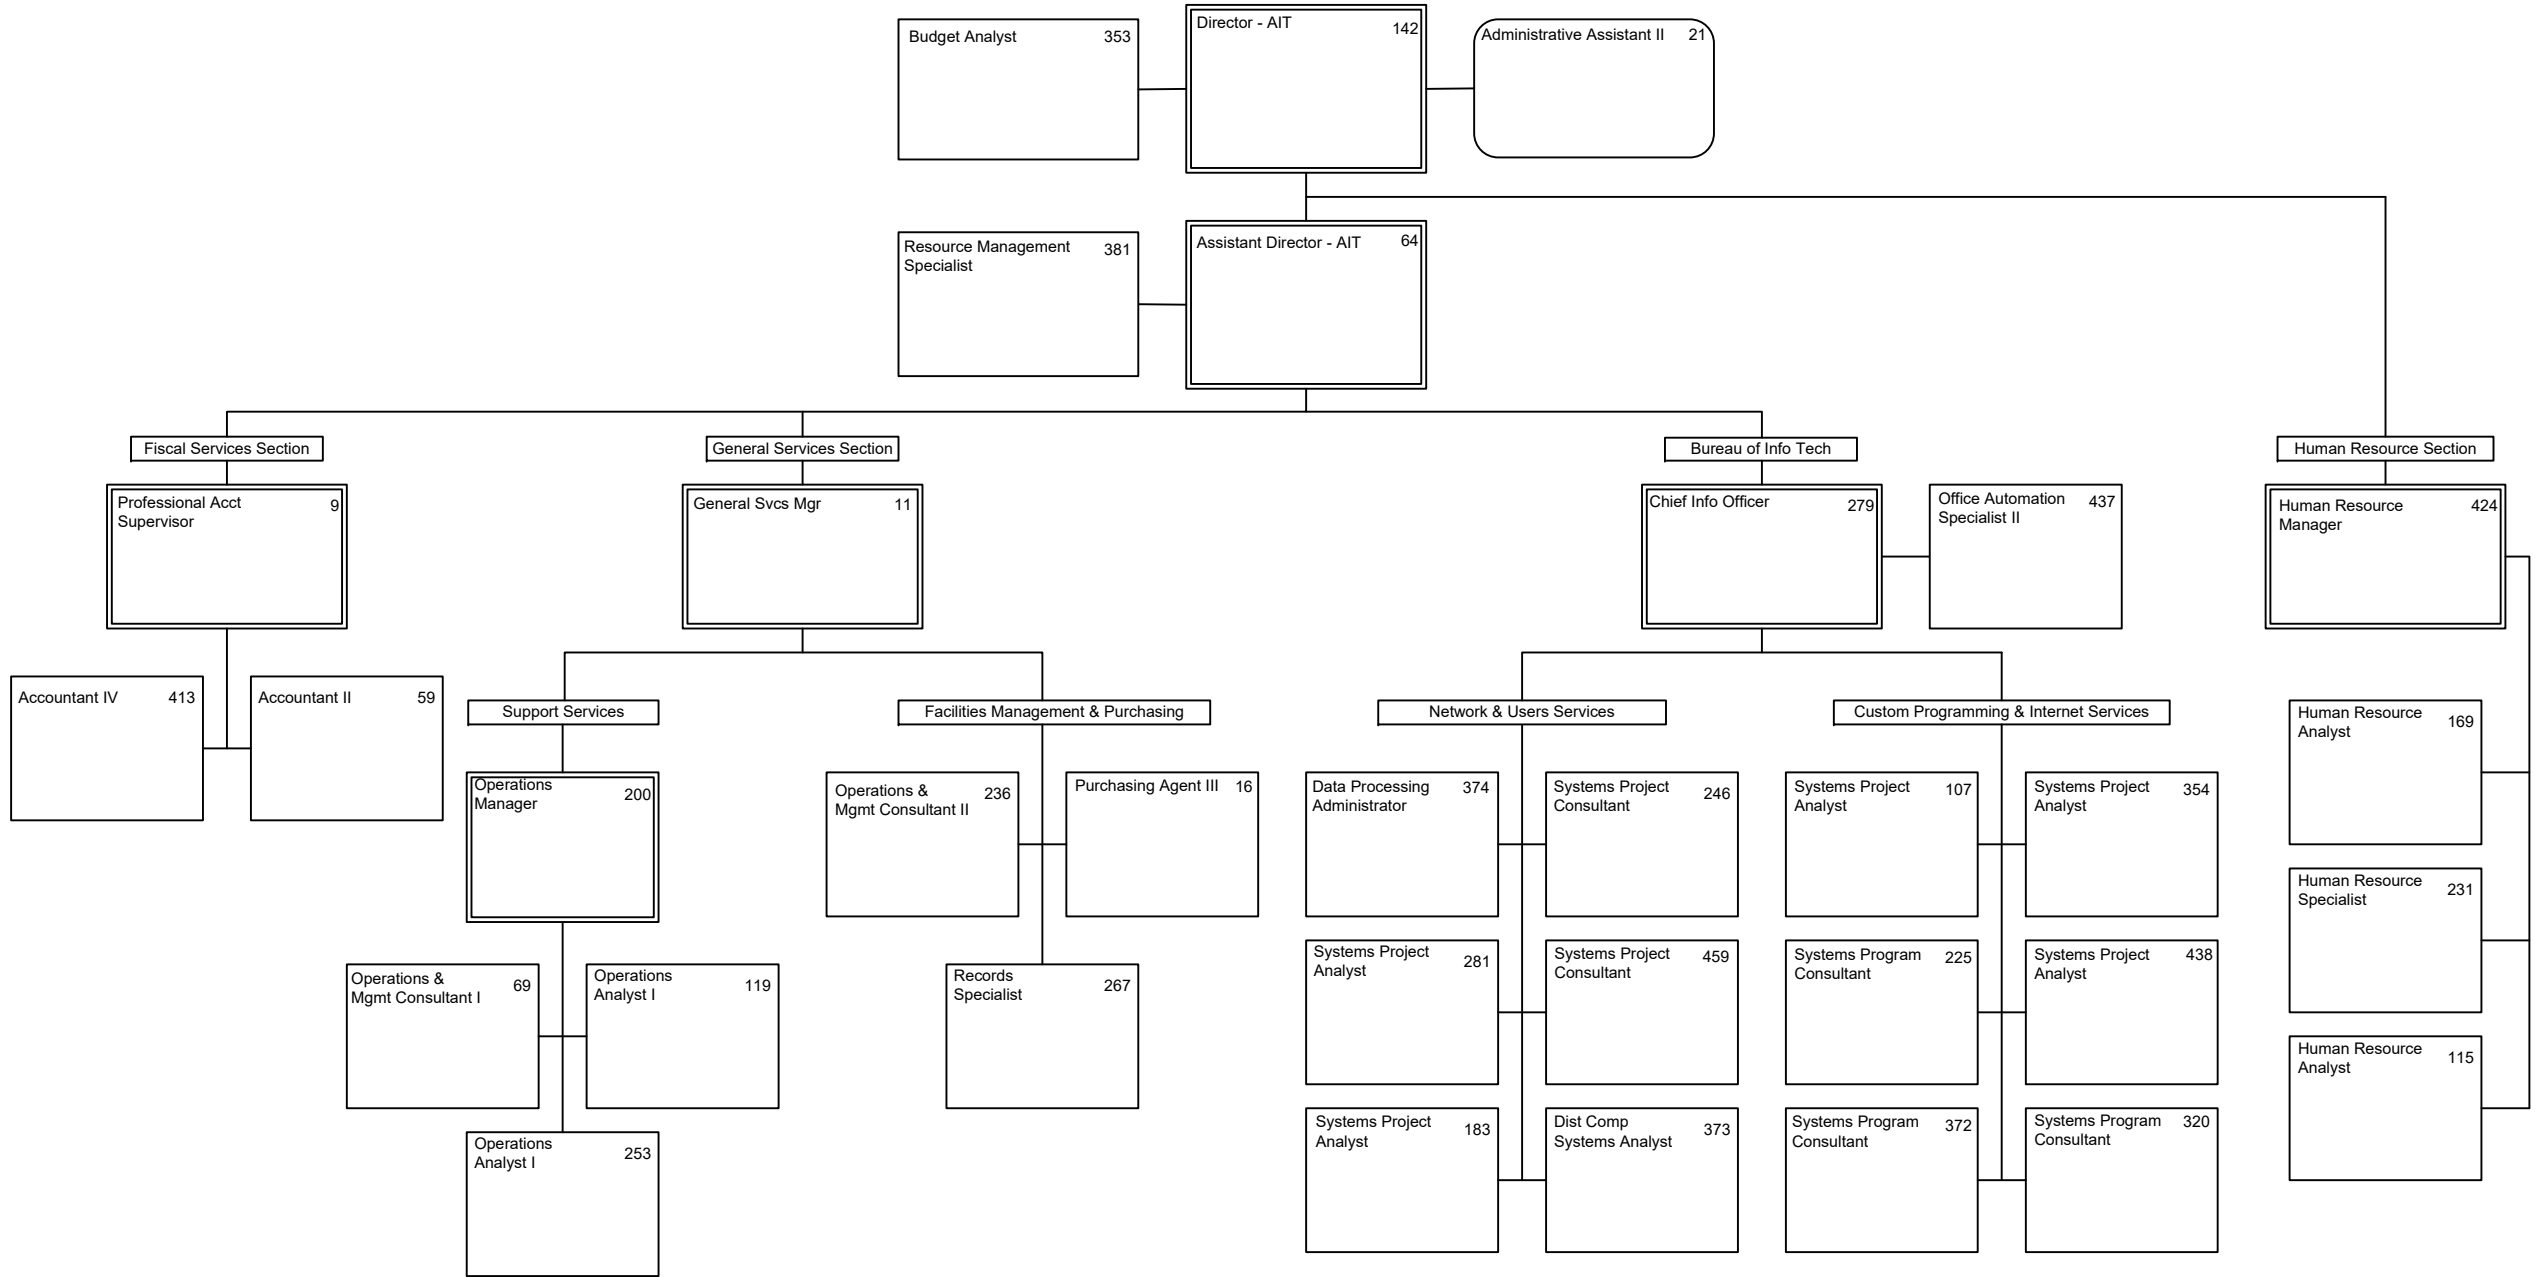 Director - AIT 142
Budget Analyst 353
Administrative Assistant II 21
Resource Management 381
Specialist
Assistant Director - AIT 64
Fiscal Services Section
General Services Section
Bureau of Info Tech
Human Resource Section
Professional Acct 9
Supervisor
General Svcs Mgr 11
Chief Info Officer 279
Office Automation 437
Specialist II
Human Resource 424
Manager
Accountant IV 413
Accountant II 59
Support Services
Facilities Management & Purchasing
Network & Users Services
Custom Programming & Internet Services
Human Resource 169
Analyst
Operations 200
Manager
Operations & 236
Mgmt Consultant II
Purchasing Agent III 16
Data Processing 374
Administrator
Systems Project 246
Consultant
Systems Project 107
Analyst
Systems Project 354
Analyst
Human Resource 231
Specialist
Operations & 69
Mgmt Consultant I
Operations 119
Analyst I
Records 267
Specialist
Systems Project 281
Analyst
Systems Project 459
Consultant
Systems Program 225
Consultant
Systems Project 438
Analyst
Human Resource 115
Analyst
Operations 253
Analyst I
Systems Project 183
Analyst
Dist Comp 373
Systems Analyst
Systems Program 372
Consultant
Systems Program 320
Consultant